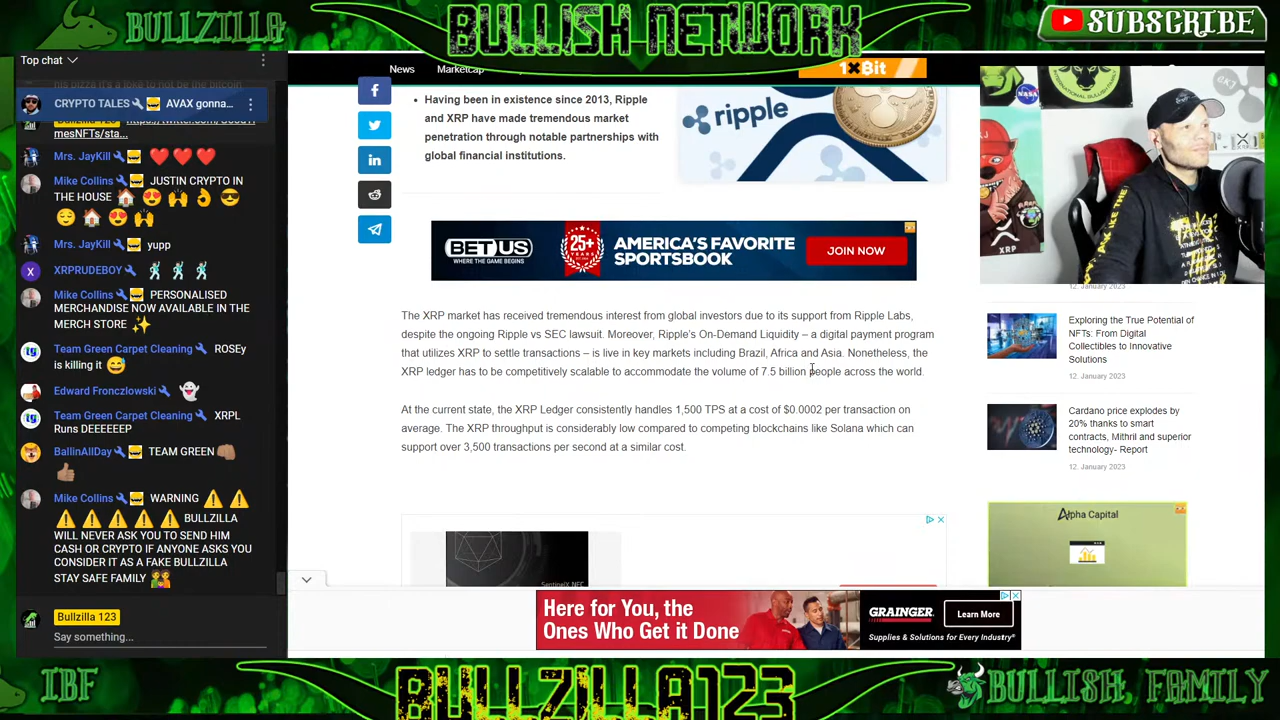 BULLZILLA
BULLISH NETWORK
SUBSCRIBE
Top chat
CRYPTO TALES AVAX gonna...
mesNFTs/sta...
Mrs. JayKill
Mike Collins JUSTIN CRYPTO IN
THE HOUSE
Mrs. JayKill yupp
XRPRUDEBOY
Mike Collins PERSONALISED
MERCHANDISE NOW AVAILABLE IN
THE MERCH STORE
Team Green Carpet Cleaning ROSEy
is killing it
Edward Fronczlowski
Team Green Carpet Cleaning XRPL
Runs DEEEEEEP
BallinAllDay TEAM GREEN
Mike Collins WARNING
BULLZILLA
WILL NEVER ASK YOU TO SEND HIM
CASH OR CRYPTO IF ANYONE ASKS YOU
CONSIDER IT AS A FAKE BULLZILLA
STAY SAFE FAMILY
Bullzilla 123
Say something...
News Marketcap
1XBit
• Having been in existence since 2013, Ripple
and XRP have made tremendous market
penetration through notable partnerships with
global financial institutions.
ripple
BETUS
WHERE THE GAME BEGINS
25+
AMERICA'S FAVORITE
SPORTSBOOK
JOIN NOW
The XRP market has received tremendous interest from global investors due to its support from Ripple Labs,
despite the ongoing Ripple vs SEC lawsuit. Moreover, Ripple's On-Demand Liquidity – a digital payment program
that utilizes XRP to settle transactions – is live in key markets including Brazil, Africa and Asia. Nonetheless, the
XRP ledger has to be competitively scalable to accommodate the volume of 7.5 billion people across the world.
At the current state, the XRP Ledger consistently handles 1,500 TPS at a cost of $0.0002 per transaction on
average. The XRP throughput is considerably low compared to competing blockchains like Solana which can
support over 3,500 transactions per second at a similar cost.
NASA
XRP
12. January 2023
Exploring the True Potential of
NFTs: From Digital
Collectibles to Innovative
Solutions
12. January 2023
Cardano price explodes by
20% thanks to smart
contracts, Mithril and superior
technology- Report
12. January 2023
Alpha Capital
SentinelX NFC
Here for You, the
Ones Who Get it Done
GRAINGER
Learn More
Supplies & Solutions for Every Industry®
IBF
BULLZILLA123
BULLISH FAMILY